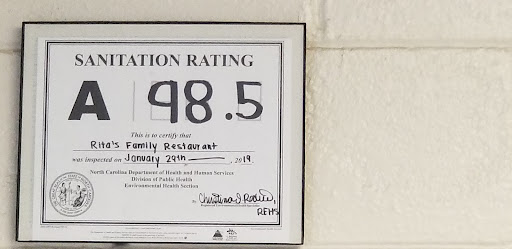 SANITATION RATING
A 98.5
This is to certify that
Rita's Family Restaurant
was inspected on January 29th, 2019.
North Carolina Department of Health and Human Services
Division of Public Health
Environmental Health Section
By
REHS